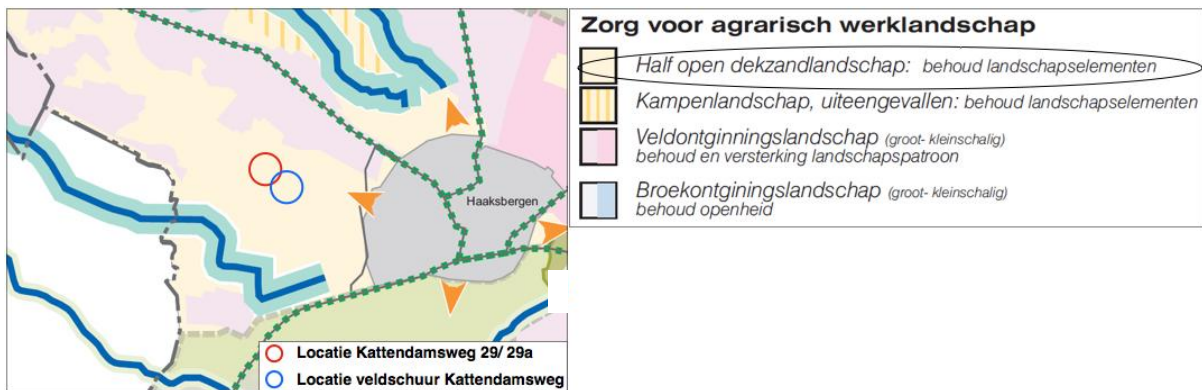 Haaksbergen
Locatie Kattendamsweg 29/ 29a
Locatie veldschuur Kattendamsweg
Zorg voor agrarisch werklandschap
Half open dekzandlandschap: behoud landschapselementen
Kampenlandschap, uiteengevallen: behoud landschapselementen
Veldontginningslandschap (groot- kleinschalig)
behoud en versterking landschapspatroon
Broekontginingslandschap (groot- kleinschalig)
behoud openheid